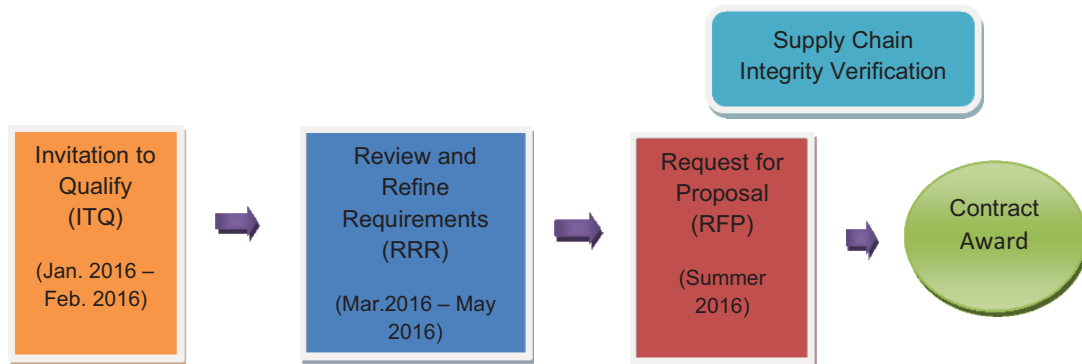 Supply Chain
Integrity Verification
Invitation to
Qualify
(ITQ)
(Jan. 2016 –
Feb. 2016)
Review and
Refine
Requirements
(RRR)
(Mar.2016 – May
2016)
Request for
Proposal
(RFP)
(Summer
2016)
Contract
Award